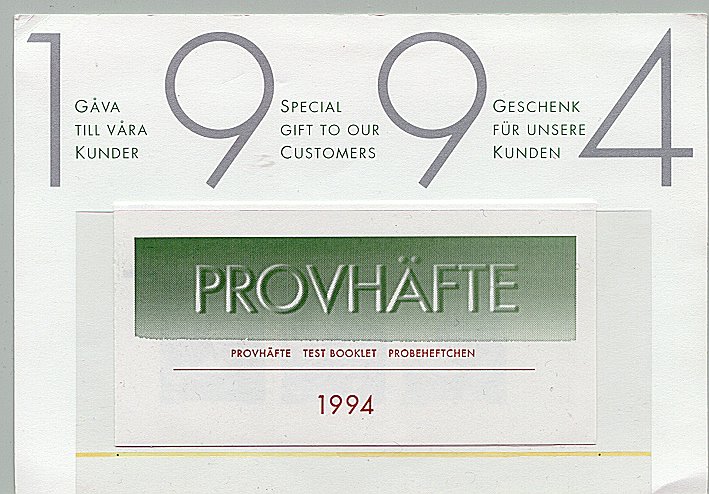 1994
GÅVA
TILL VÅRA
KUNDER
SPECIAL
GIFT TO OUR
CUSTOMERS
GESCHENK
FÜR UNSERE
KUNDEN
PROVHÄFTE
PROVHÄFTE TEST BOOKLET PROBEHEFTCHEN
1994